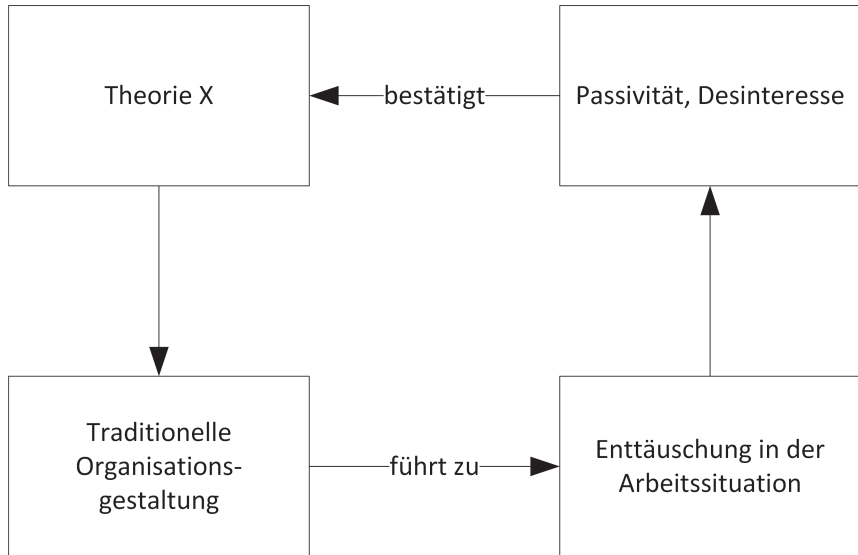 Theorie X
bestätigt
Passivität, Desinteresse
Traditionelle
Organisations-
gestaltung
führt zu
Enttäuschung in der
Arbeitssituation